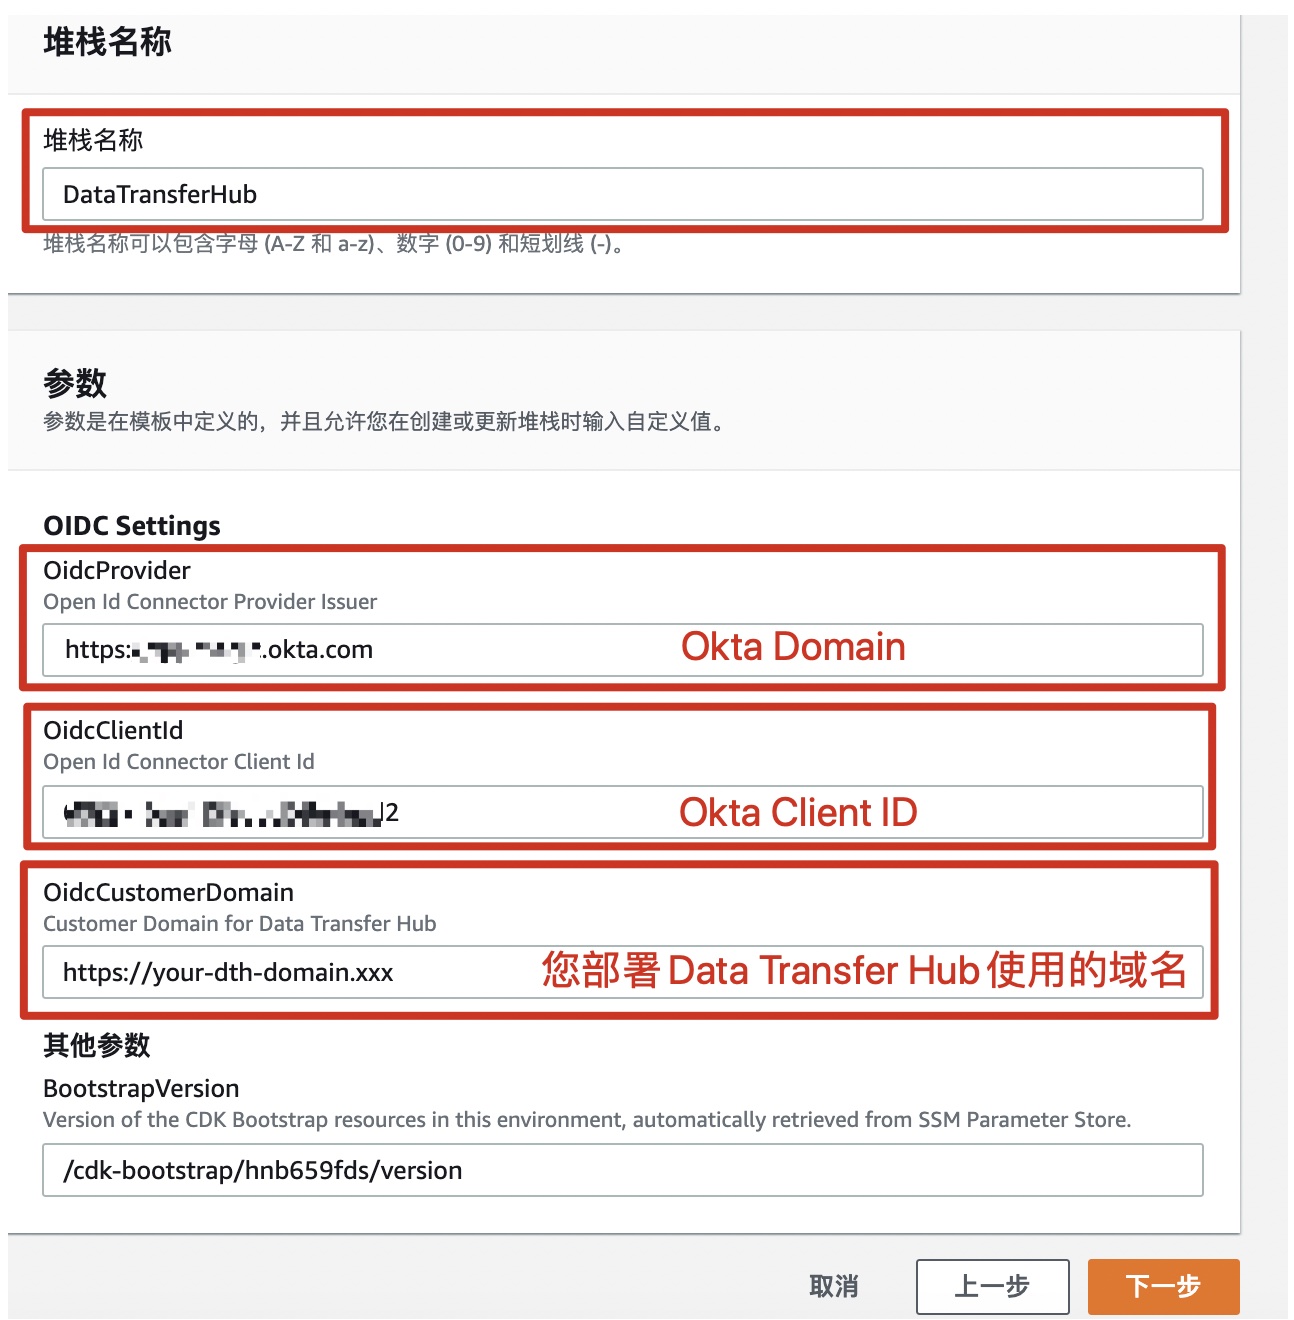 堆栈名称
堆栈名称
DataTransferHub
堆栈名称可以包含字母 (A-Z 和 a-z)、数字 (0-9) 和短划线 (-)。
参数
参数是在模板中定义的，并且允许您在创建或更新堆栈时输入自定义值。
OIDC Settings
OidcProvider
Open Id Connector Provider Issuer
https: .okta.com Okta Domain
OidcClientId
Open Id Connector Client Id
Okta Client ID
OidcCustomerDomain
Customer Domain for Data Transfer Hub
https://your-dth-domain.xxx 您部署Data Transfer Hub使用的域名
其他参数
BootstrapVersion
Version of the CDK Bootstrap resources in this environment, automatically retrieved from SSM Parameter Store.
/cdk-bootstrap/hnb659fds/version
取消 上一步 下一步